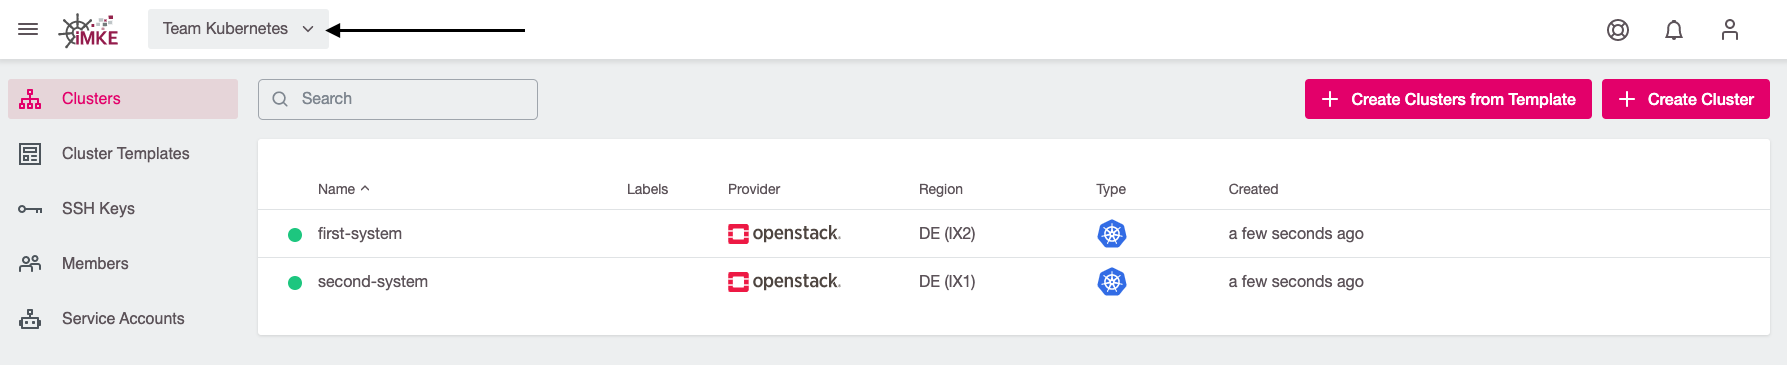 iMKE
Team Kubernetes
Clusters
Search
Create Clusters from Template
Create Cluster
Cluster Templates
SSH Keys
Members
Service Accounts
Name Labels Provider Region Type Created
first-system openstack. DE (IX2) a few seconds ago
second-system openstack. DE (IX1) a few seconds ago